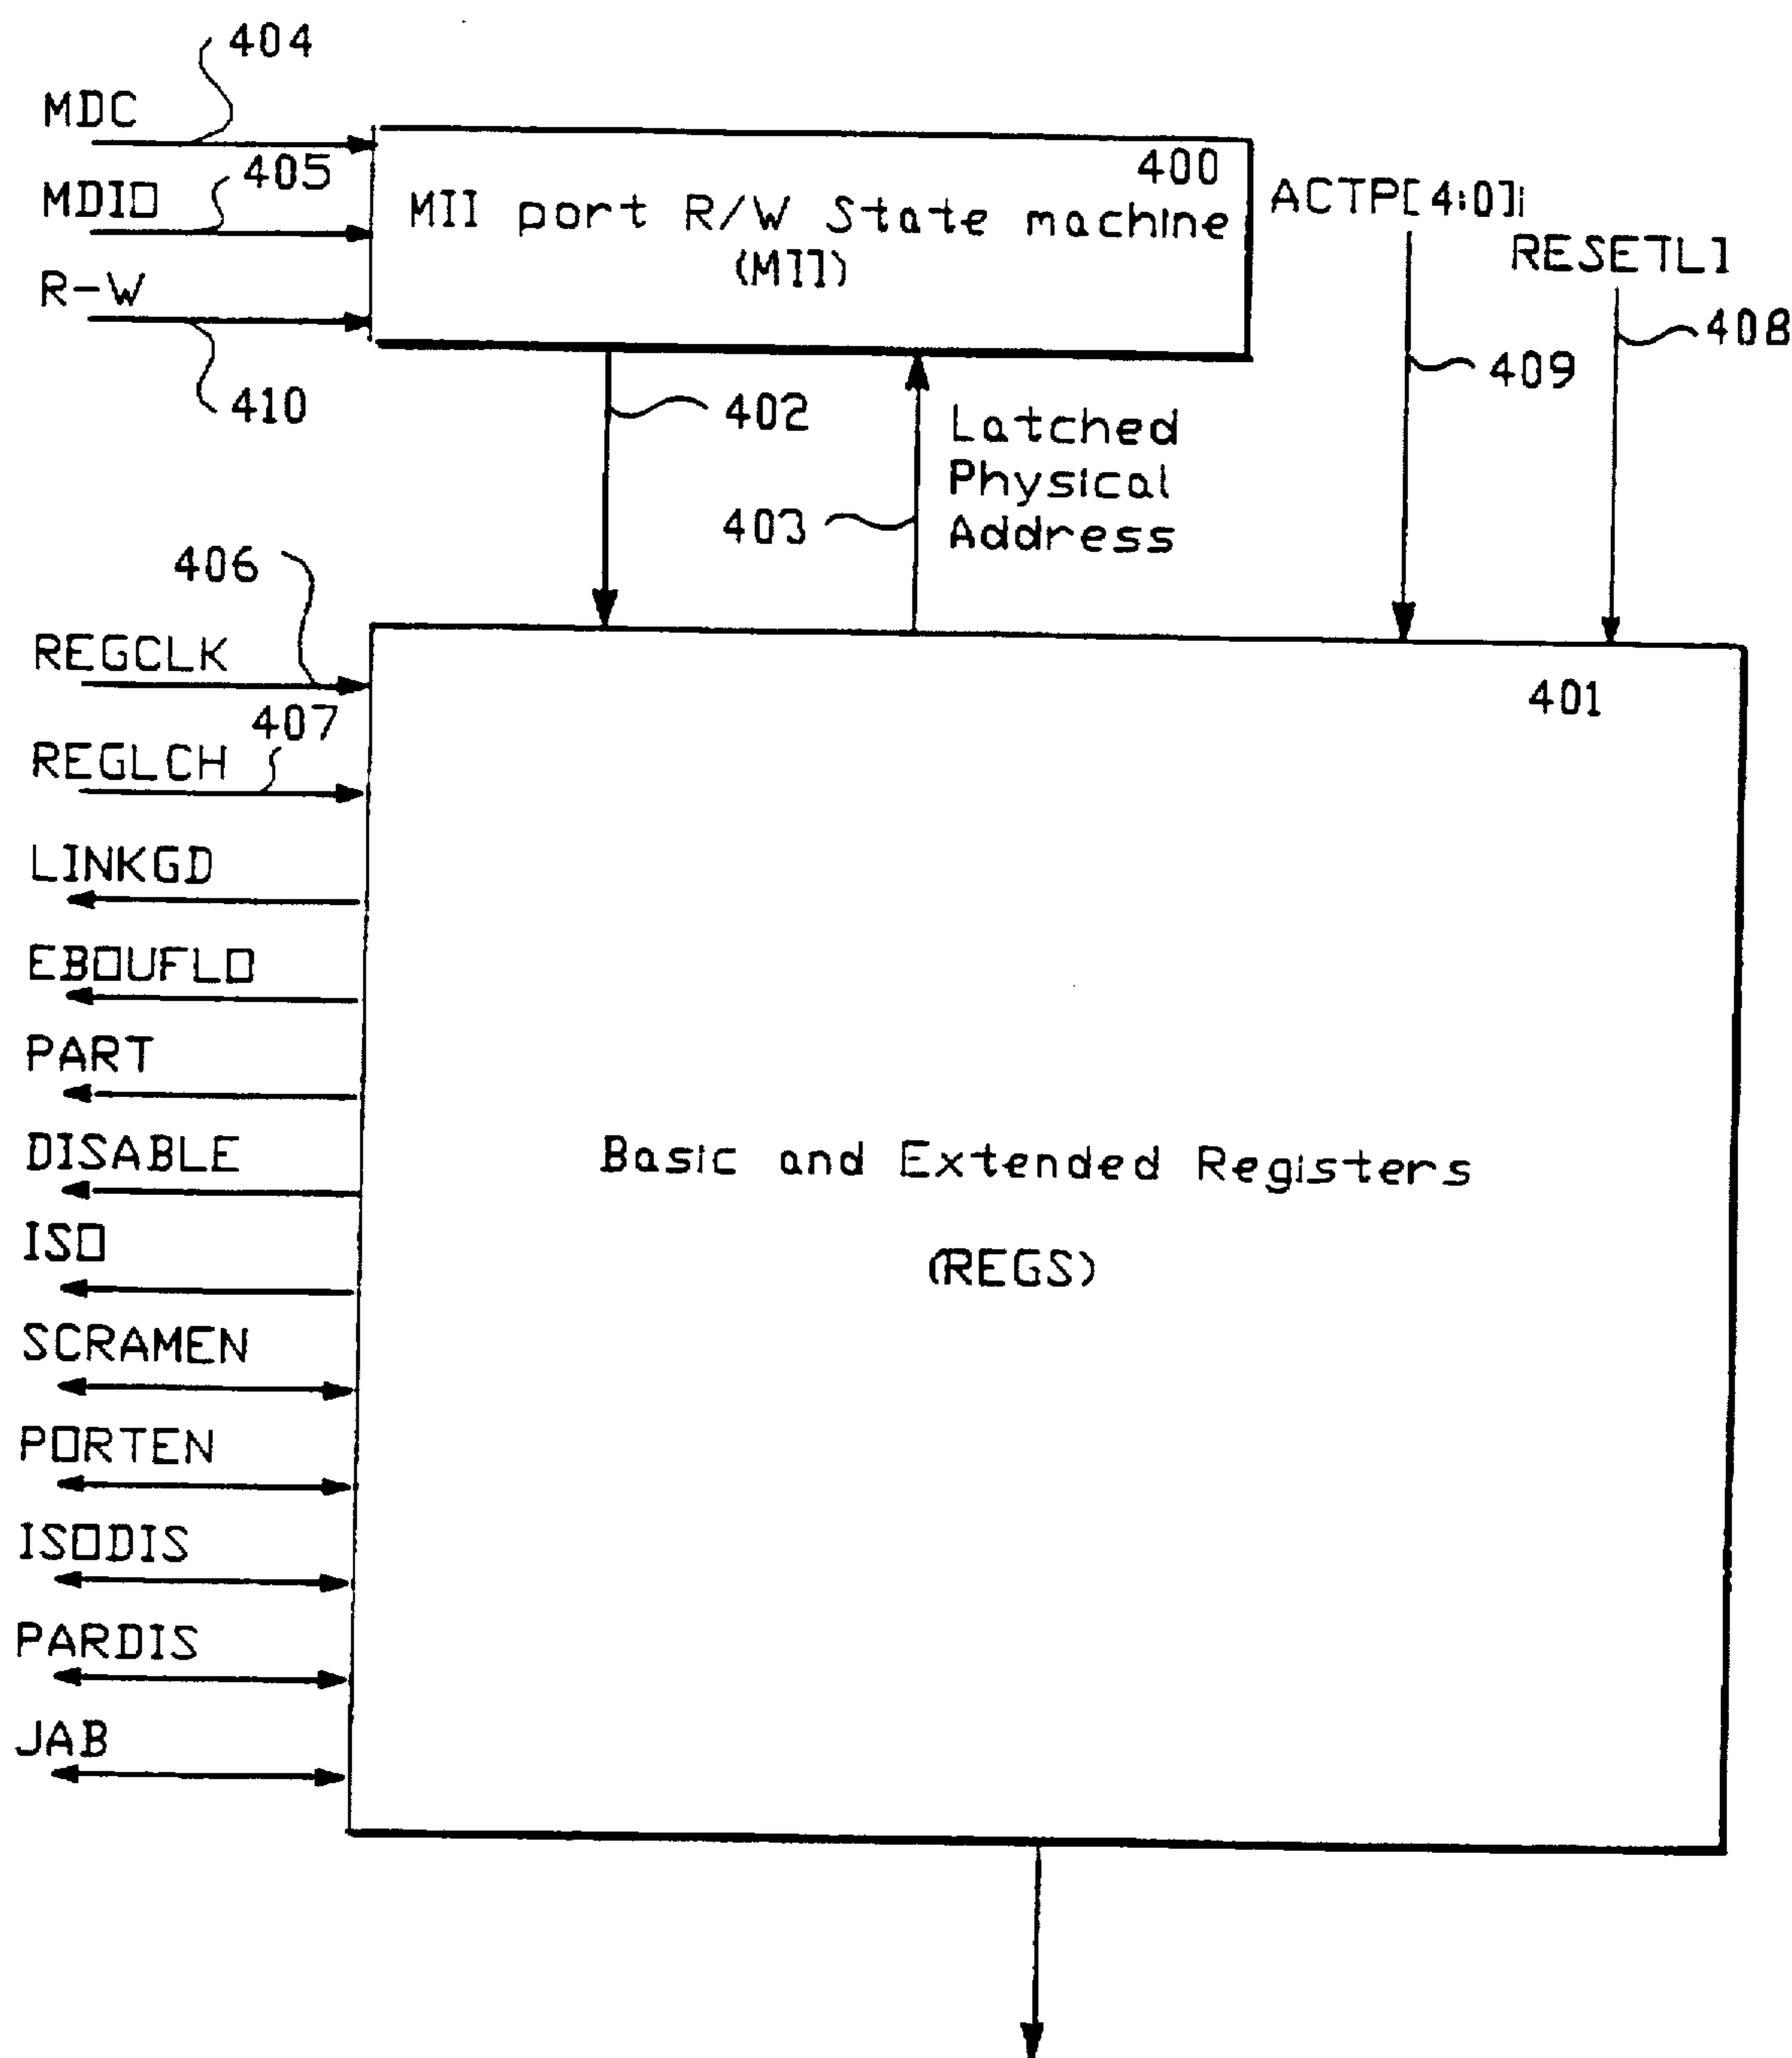 404
MDC
405
MDIO
R-W
410
400
MII port R/W State machine
(MII)
ACTP[4:0]i
RESETLI
408
409
402
Latched
Physical
Address
403
406
REGCLK
407
REGLCH
401
LINKGD
EBOUFLO
PART
DISABLE
ISO
SCRAMEN
PORTEN
ISODIS
PARDIS
JAB
Basic and Extended Registers
(REGS)